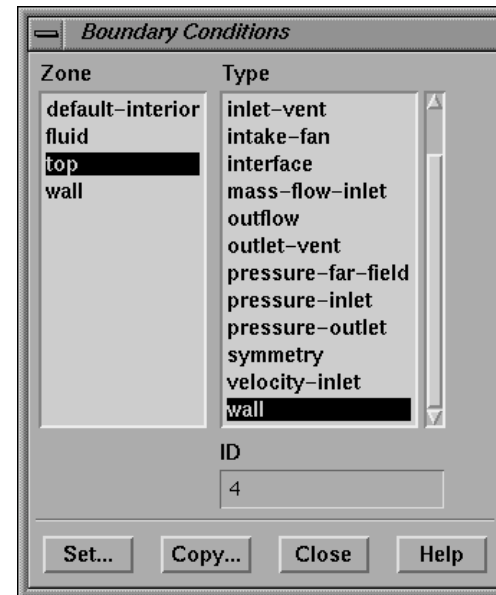 Boundary Conditions
Zone
default-interior
fluid
top
wall
Type
inlet-vent
intake-fan
interface
mass-flow-inlet
outflow
outlet-vent
pressure-far-field
pressure-inlet
pressure-outlet
symmetry
velocity-inlet
wall
ID
4
Set... Copy... Close Help